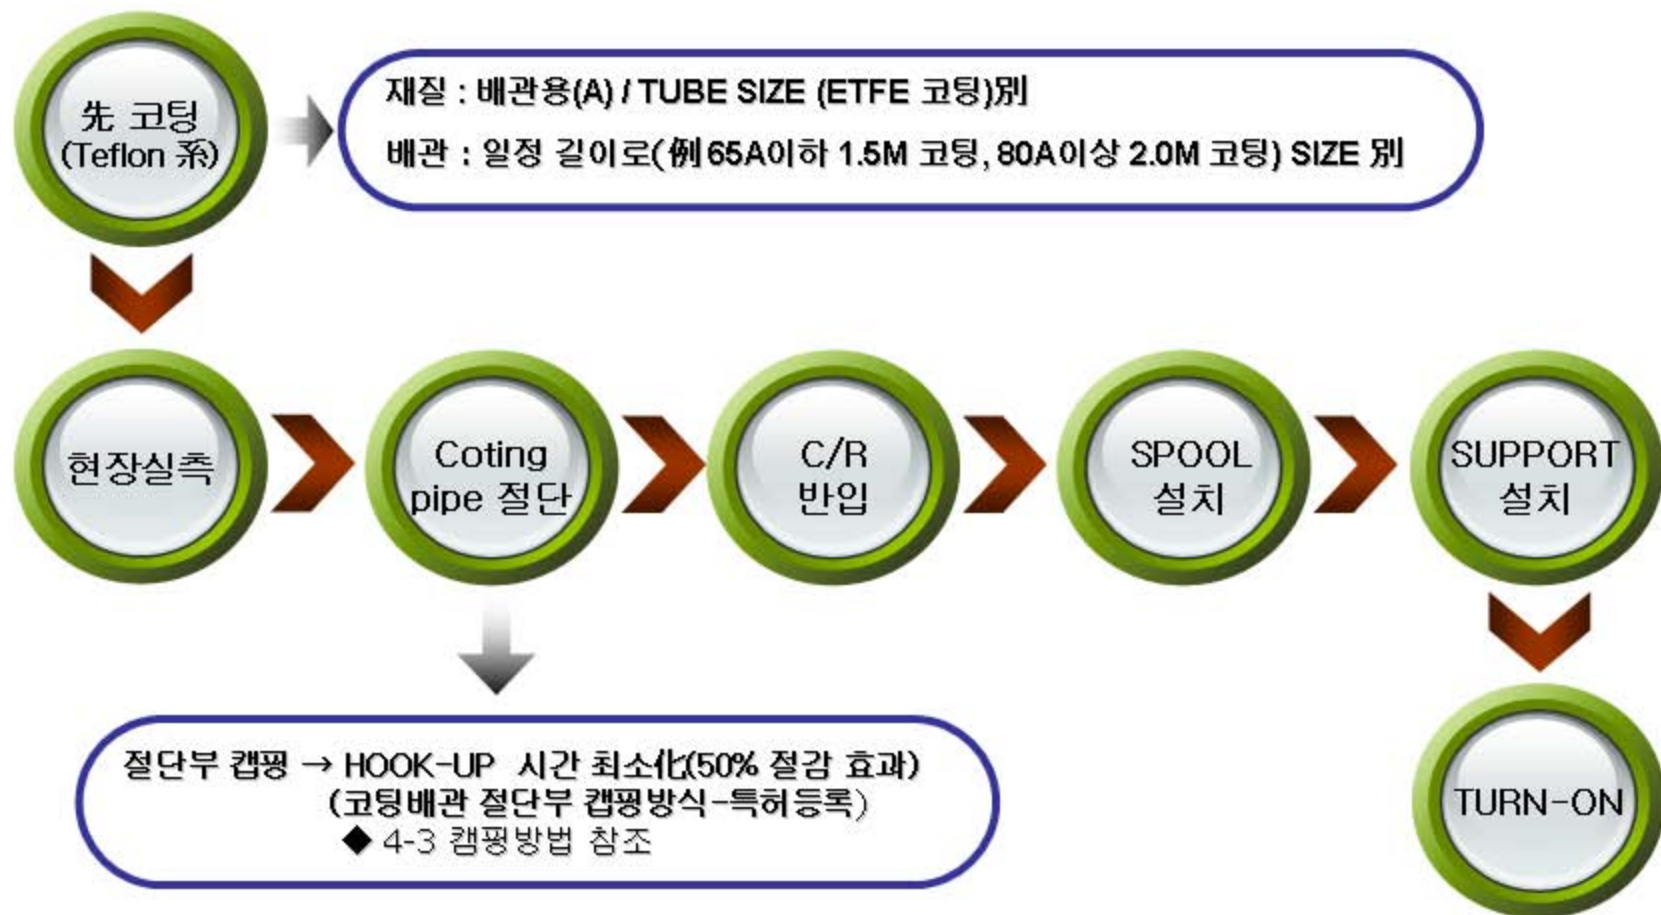 先 코팅
(Teflon 系)
재질 : 배관용(A) / TUBE SIZE (ETFE 코팅)別
배관 : 일정 길이로(例 65A이하 1.5M 코팅, 80A이상 2.0M 코팅) SIZE 別
현장실측
Coting
pipe 절단
C/R
반입
SPOOL
설치
SUPPORT
설치
절단부 캡핑 → HOOK-UP 시간 최소化(50% 절감 효과)
(코팅배관 절단부 캡핑방식-특허등록)
◆ 4-3 캡핑방법 참조
TURN-ON